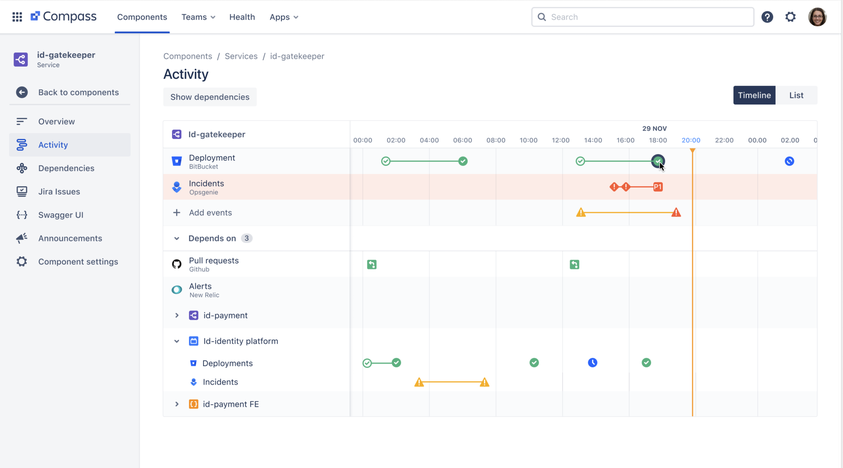 Compass
Components
Teams
Health
Apps
Search
id-gatekeeper
Service
Back to components
Overview
Activity
Dependencies
Jira Issues
Swagger UI
Announcements
Component settings
Components / Services / id-gatekeeper
Activity
Show dependencies
Timeline
List
29 NOV
Id-gatekeeper
00:00 02:00 04:00 06:00 08:00 10:00 12:00 14:00 16:00 18:00 20:00 22:00 00.00 02.00 0
Deployment
BitBucket
Incidents
Opsgenie
P1
Add events
Depends on 3
Pull requests
Github
Alerts
New Relic
id-payment
Id-identity platform
Deployments
Incidents
id-payment FE